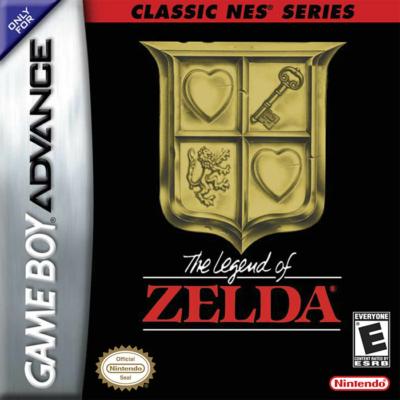 ONLY
FOR
GAME BOY ADVANCE
CLASSIC NES® SERIES
The Legend of
ZELDA®
Official
Nintendo
Seal
EVERYONE
E
CONTENT RATED BY
ESRB
Nintendo®